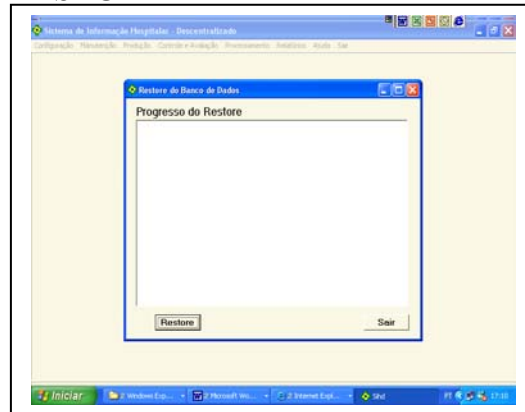 Sistema de Informação Hospitalar - Descentralizado
Configuração Manutenção Produção Controle e Avaliação Processamento Relatórios Ajuda Sair
Restore do Banco de Dados
Progresso do Restore
Restore
Sair
Iniciar
2 Windows Exp...
2 Microsoft Wo...
2 Internet Expl...
Sihd
PT
17:18